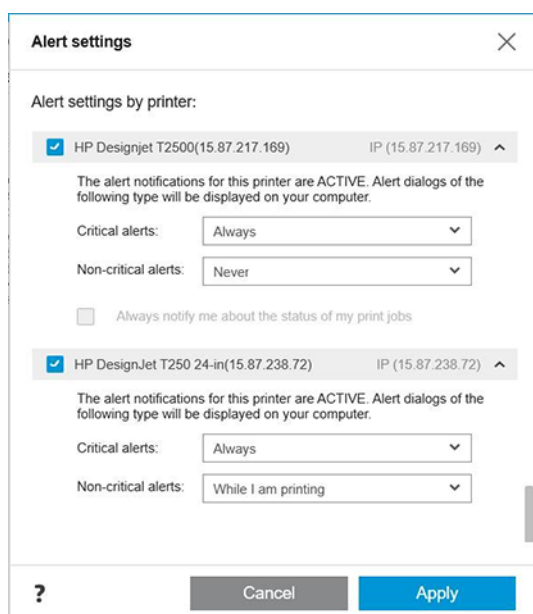 Alert settings
Alert settings by printer:
HP Designjet T2500(15.87.217.169) IP (15.87.217.169)
The alert notifications for this printer are ACTIVE. Alert dialogs of the
following type will be displayed on your computer.
Critical alerts: Always
Non-critical alerts: Never
Always notify me about the status of my print jobs
HP DesignJet T250 24-in(15.87.238.72) IP (15.87.238.72)
The alert notifications for this printer are ACTIVE. Alert dialogs of the
following type will be displayed on your computer.
Critical alerts: Always
Non-critical alerts: While I am printing
? Cancel Apply